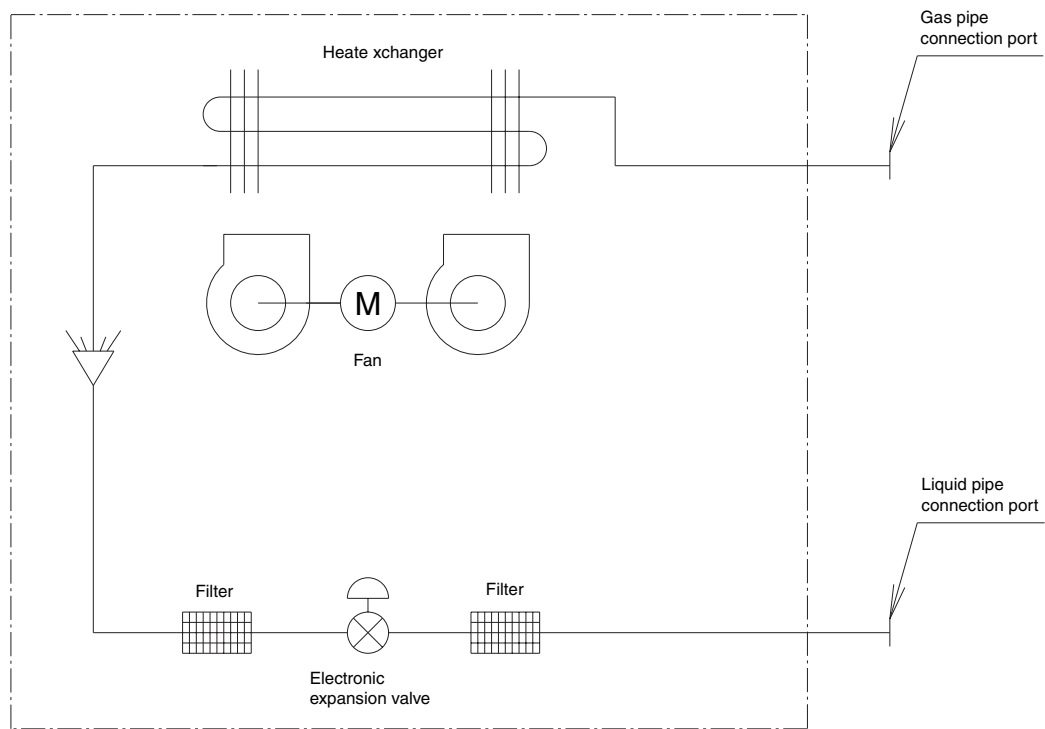 Gas pipe
connection port
Heate xchanger
M
Fan
Liquid pipe
connection port
Filter
Filter
Electronic
expansion valve